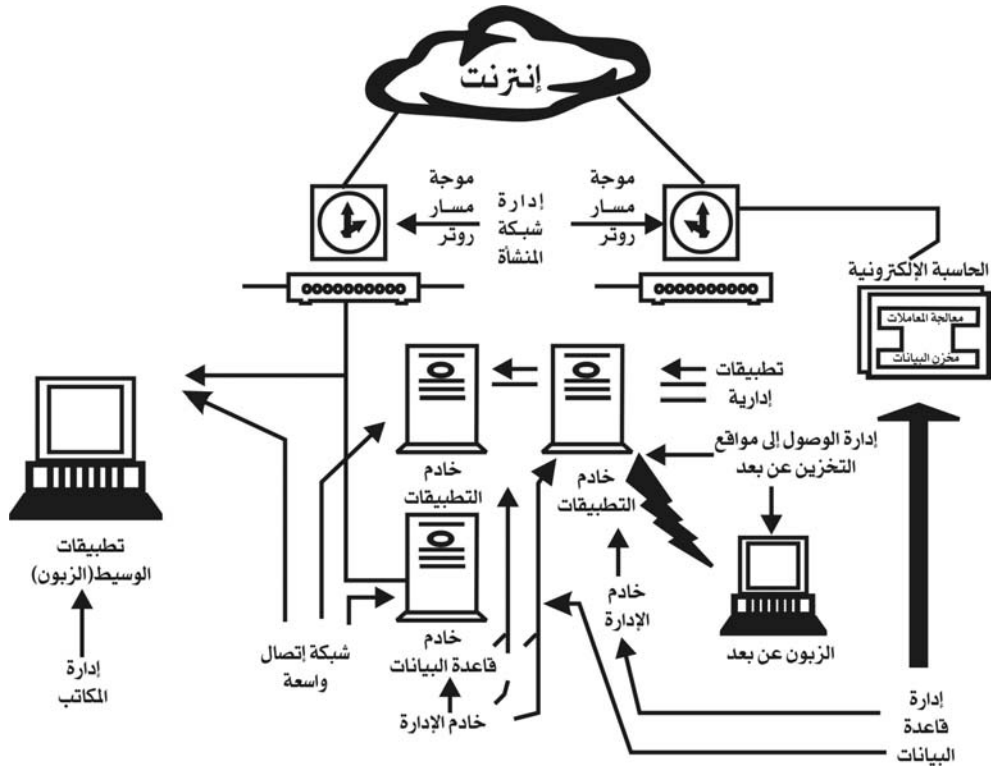 إنترنت
موجة
مسار
روتر
إدارة
شبكة
المنشأة
موجة
مسار
روتر
الحاسبة الإلكترونية
معالجة المعاملات
مخزن البيانات
تطبيقات
إدارية
إدارة الوصول إلى مواقع
التخزين عن بعد
خادم
التطبيقات
خادم
التطبيقات
تطبيقات
الوسيط(الزبون)
إدارة
المكاتب
شبكة إتصال
واسعة
خادم
قاعدة البيانات
خادم الإدارة
خادم
الإدارة
الزبون عن بعد
إدارة
قاعدة
البيانات